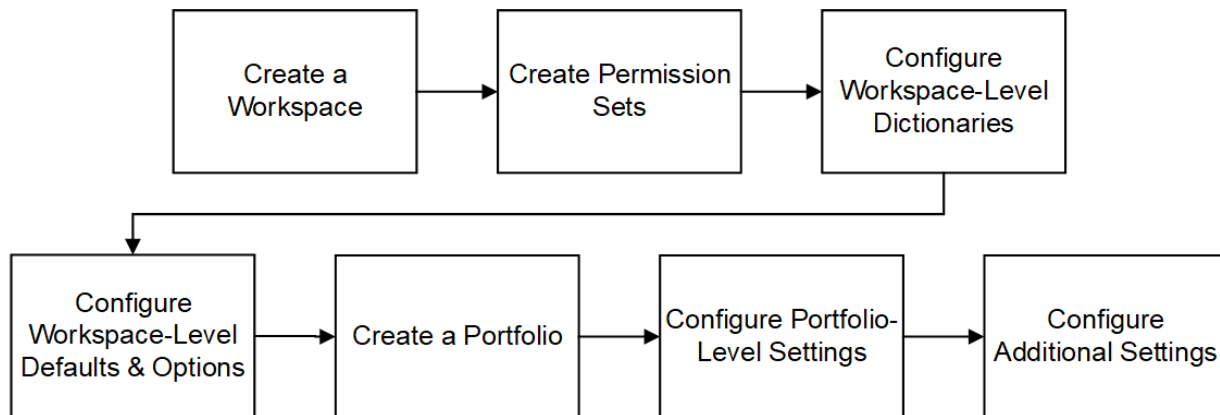 Create a
Workspace
Create Permission
Sets
Configure
Workspace-Level
Dictionaries
Configure
Workspace-Level
Defaults & Options
Create a Portfolio
Configure Portfolio-
Level Settings
Configure
Additional Settings